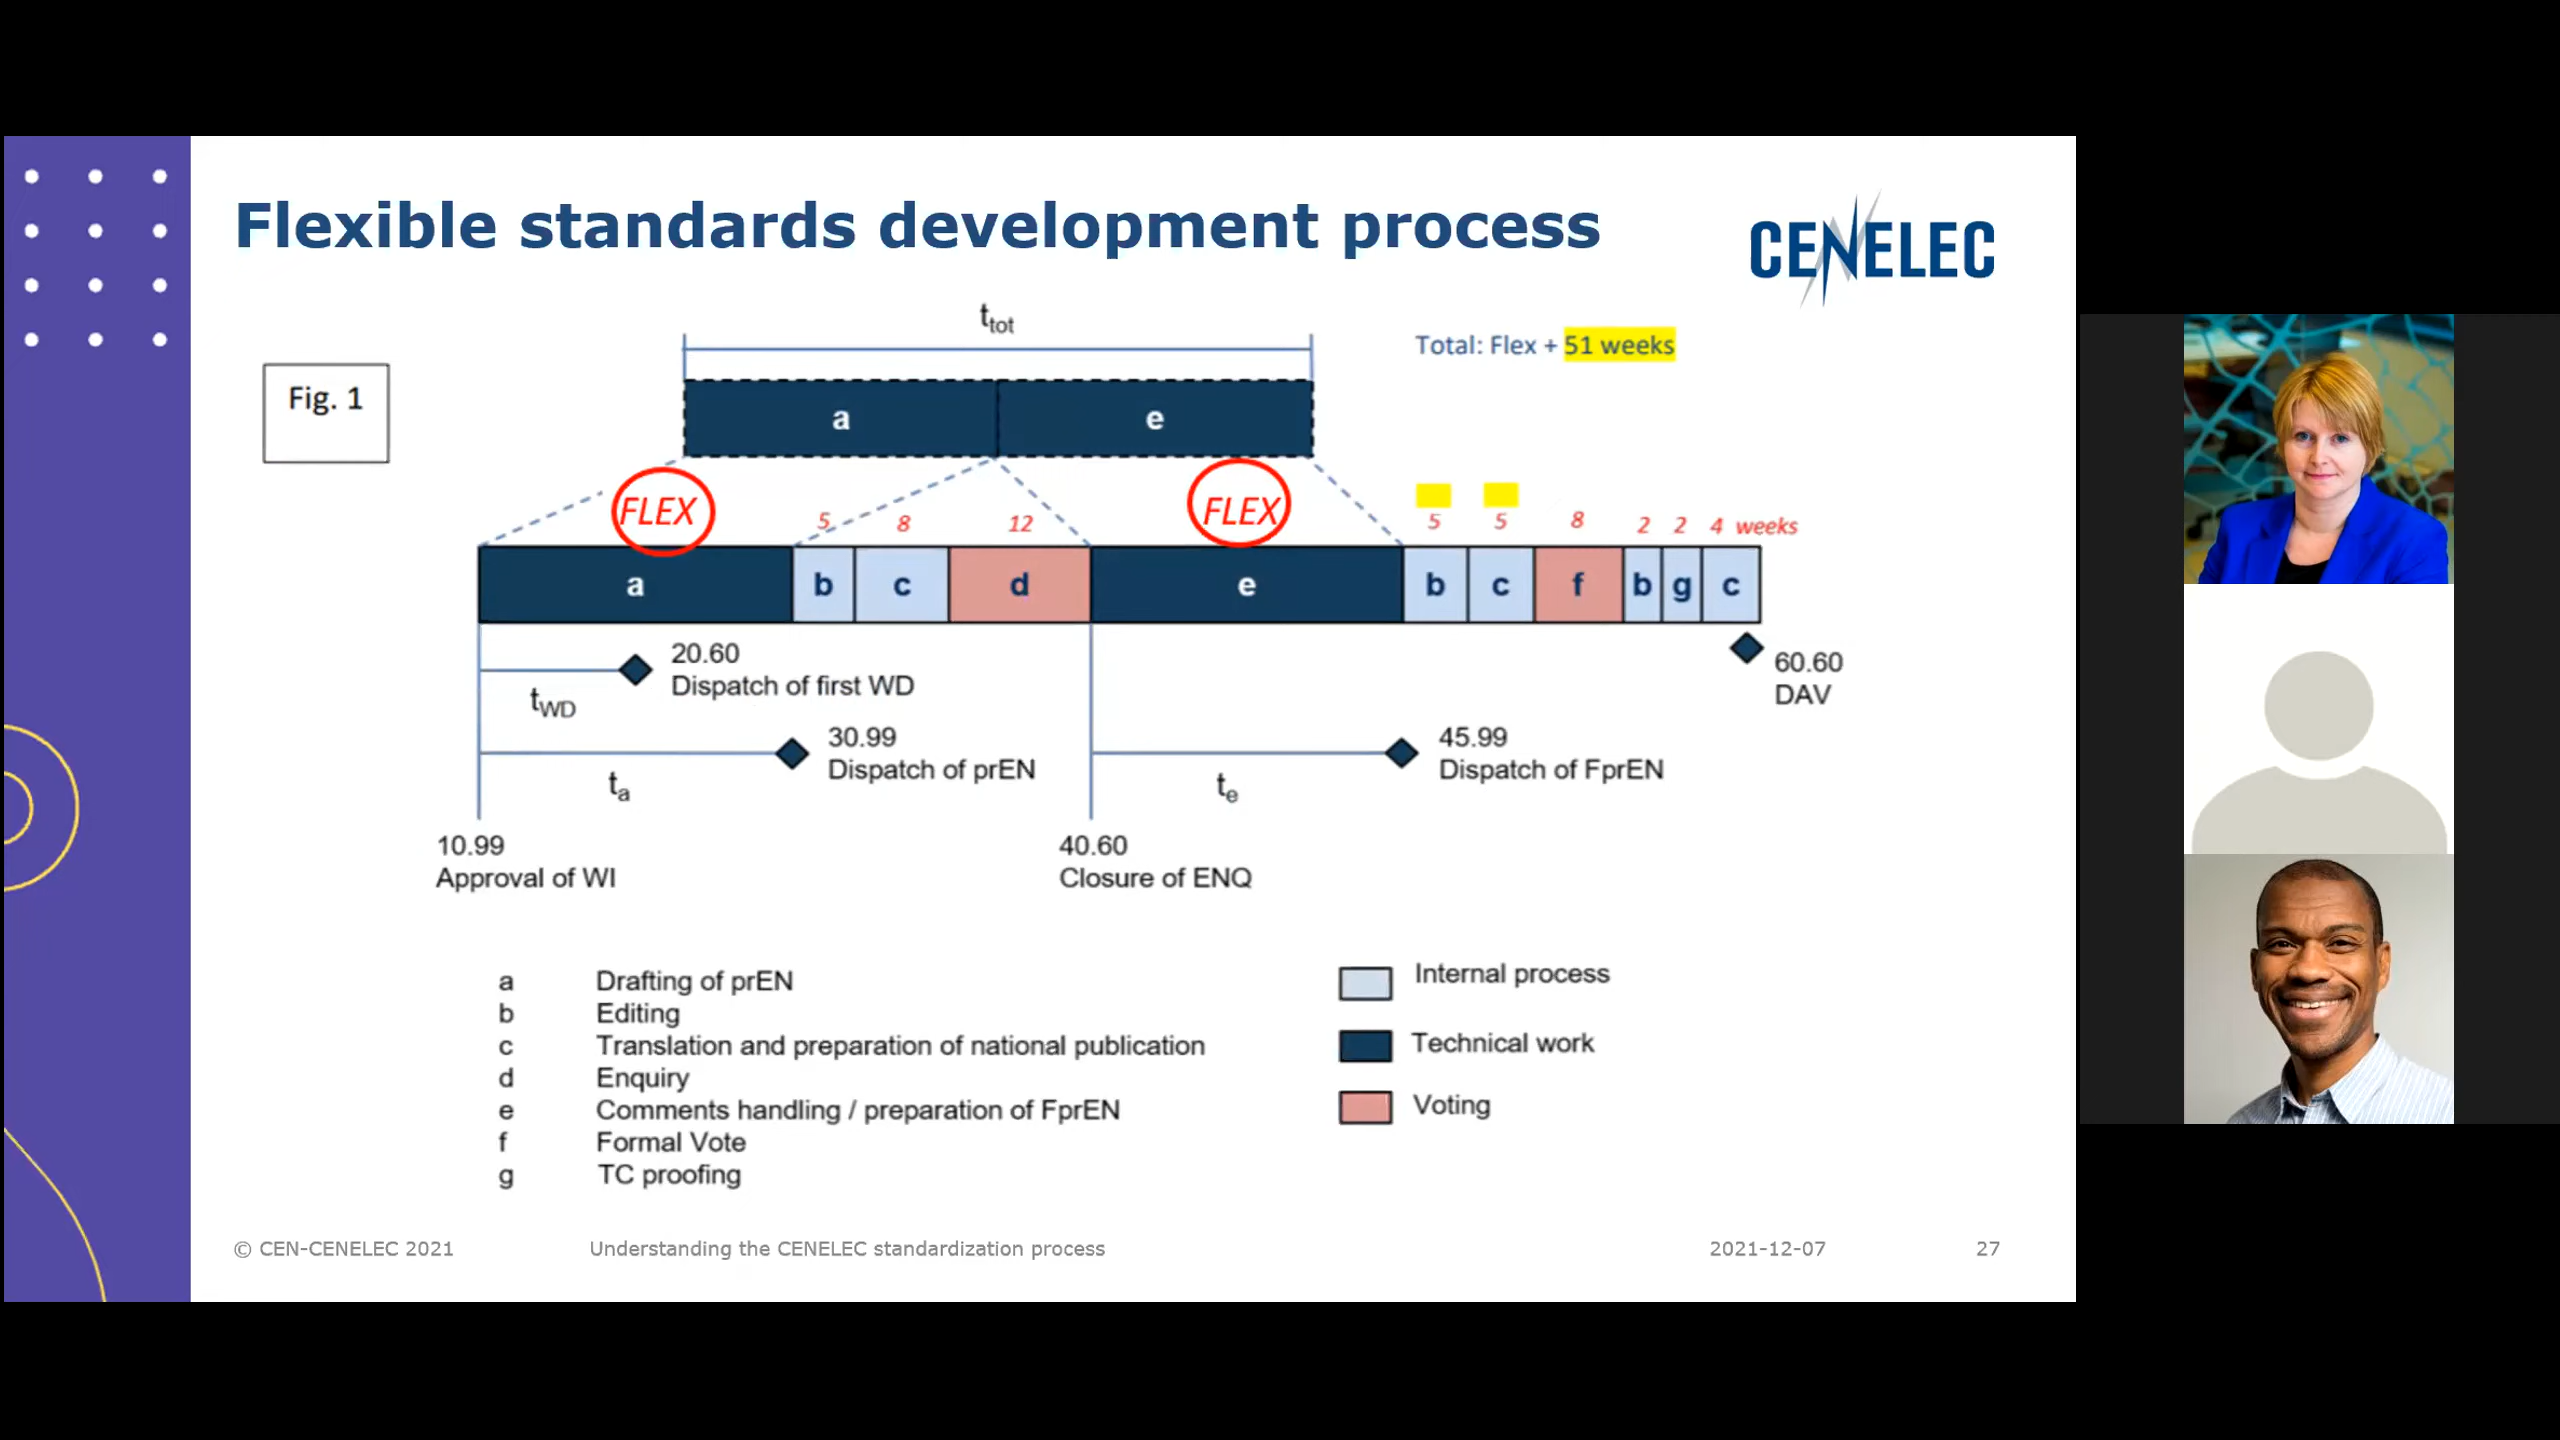 Flexible standards development process
CENELEC
t_tot
Total: Flex + 51 weeks
Fig. 1
a e
FLEX 5 8 12 FLEX 5 5 8 2 2 4 weeks
a b c d e b c f b g c
20.60
Dispatch of first WD
t_WD
60.60
DAV
30.99
Dispatch of prEN
t_a
45.99
Dispatch of FprEN
t_e
10.99
Approval of WI
40.60
Closure of ENQ
a Drafting of prEN
b Editing
c Translation and preparation of national publication
d Enquiry
e Comments handling / preparation of FprEN
f Formal Vote
g TC proofing
Internal process
Technical work
Voting
© CEN-CENELEC 2021 Understanding the CENELEC standardization process 2021-12-07 27